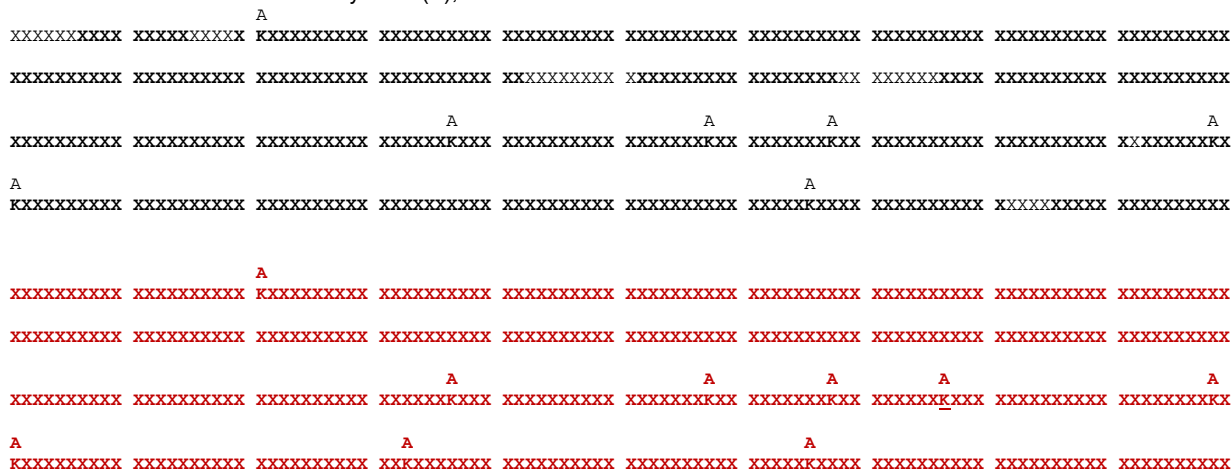 A
XXXXXXXXXX XXXXXXXXXX KXXXXXXXXX XXXXXXXXXX XXXXXXXXXX XXXXXXXXXX XXXXXXXXXX XXXXXXXXXX XXXXXXXXXX XXXXXXXXXX
XXXXXXXXXX XXXXXXXXXX XXXXXXXXXX XXXXXXXXXX XXXXXXXXXX XXXXXXXXXX XXXXXXXXXX XXXXXXXXXX XXXXXXXXXX XXXXXXXXXX
A A A A
XXXXXXXXXX XXXXXXXXXX XXXXXXXXXX XXXXXXKXXX XXXXXXXXXX XXXXXXXKXX XXXXXXXKXX XXXXXXXXXX XXXXXXXXXX XXXXXXXXKX
A A
KXXXXXXXXX XXXXXXXXXX XXXXXXXXXX XXXXXXXXXX XXXXXXXXXX XXXXXXXXXX XXXXXKXXXX XXXXXXXXXX XXXXXXXXXX XXXXXXXXXX
A
XXXXXXXXXX XXXXXXXXXX KXXXXXXXXX XXXXXXXXXX XXXXXXXXXX XXXXXXXXXX XXXXXXXXXX XXXXXXXXXX XXXXXXXXXX XXXXXXXXXX
XXXXXXXXXX XXXXXXXXXX XXXXXXXXXX XXXXXXXXXX XXXXXXXXXX XXXXXXXXXX XXXXXXXXXX XXXXXXXXXX XXXXXXXXXX XXXXXXXXXX
A A A A A
XXXXXXXXXX XXXXXXXXXX XXXXXXXXXX XXXXXXKXXX XXXXXXXXXX XXXXXXXKXX XXXXXXXKXX XXXXXXKXXX XXXXXXXXXX XXXXXXXXKX
A A A
KXXXXXXXXX XXXXXXXXXX XXXXXXXXXX XXKXXXXXXX XXXXXXXXXX XXXXXXXXXX XXXXXKXXXX XXXXXXXXXX XXXXXXXXXX XXXXXXXXXX